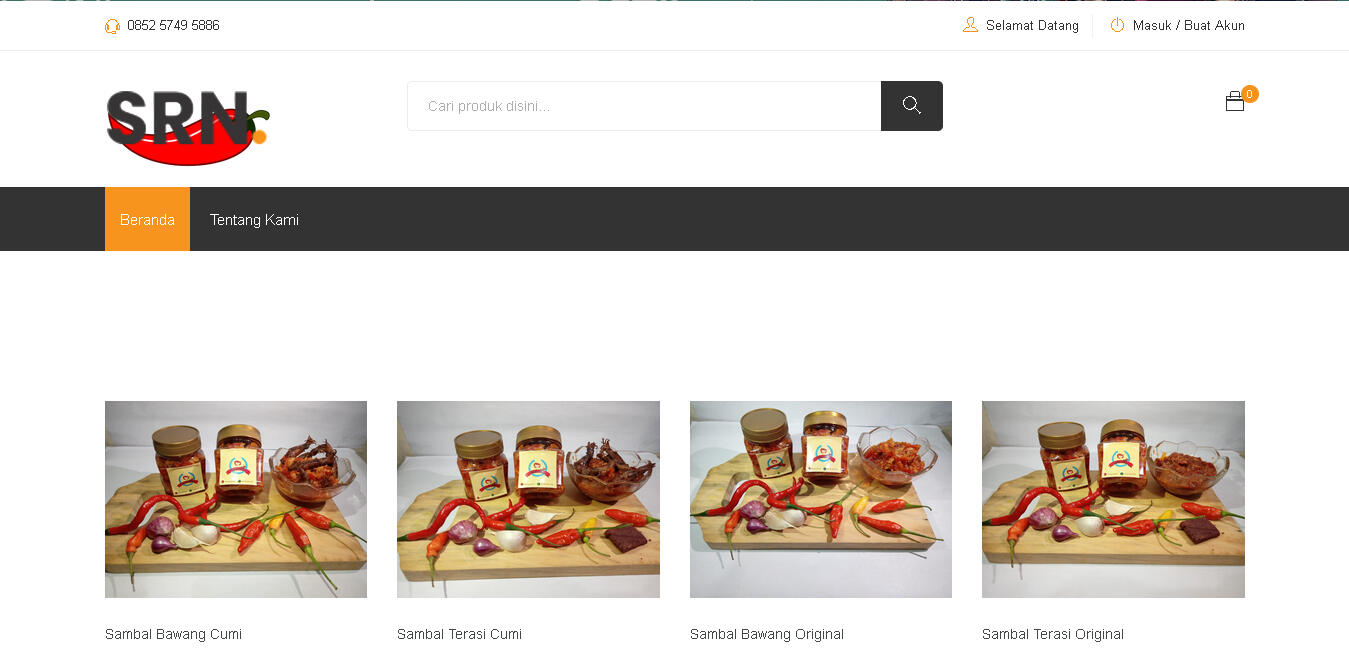 0852 5749 5886
Selamat Datang
Masuk / Buat Akun
SRN
Cari produk disini...
0
Beranda
Tentang Kami
Sambal Bawang Cumi
Sambal Terasi Cumi
Sambal Bawang Original
Sambal Terasi Original